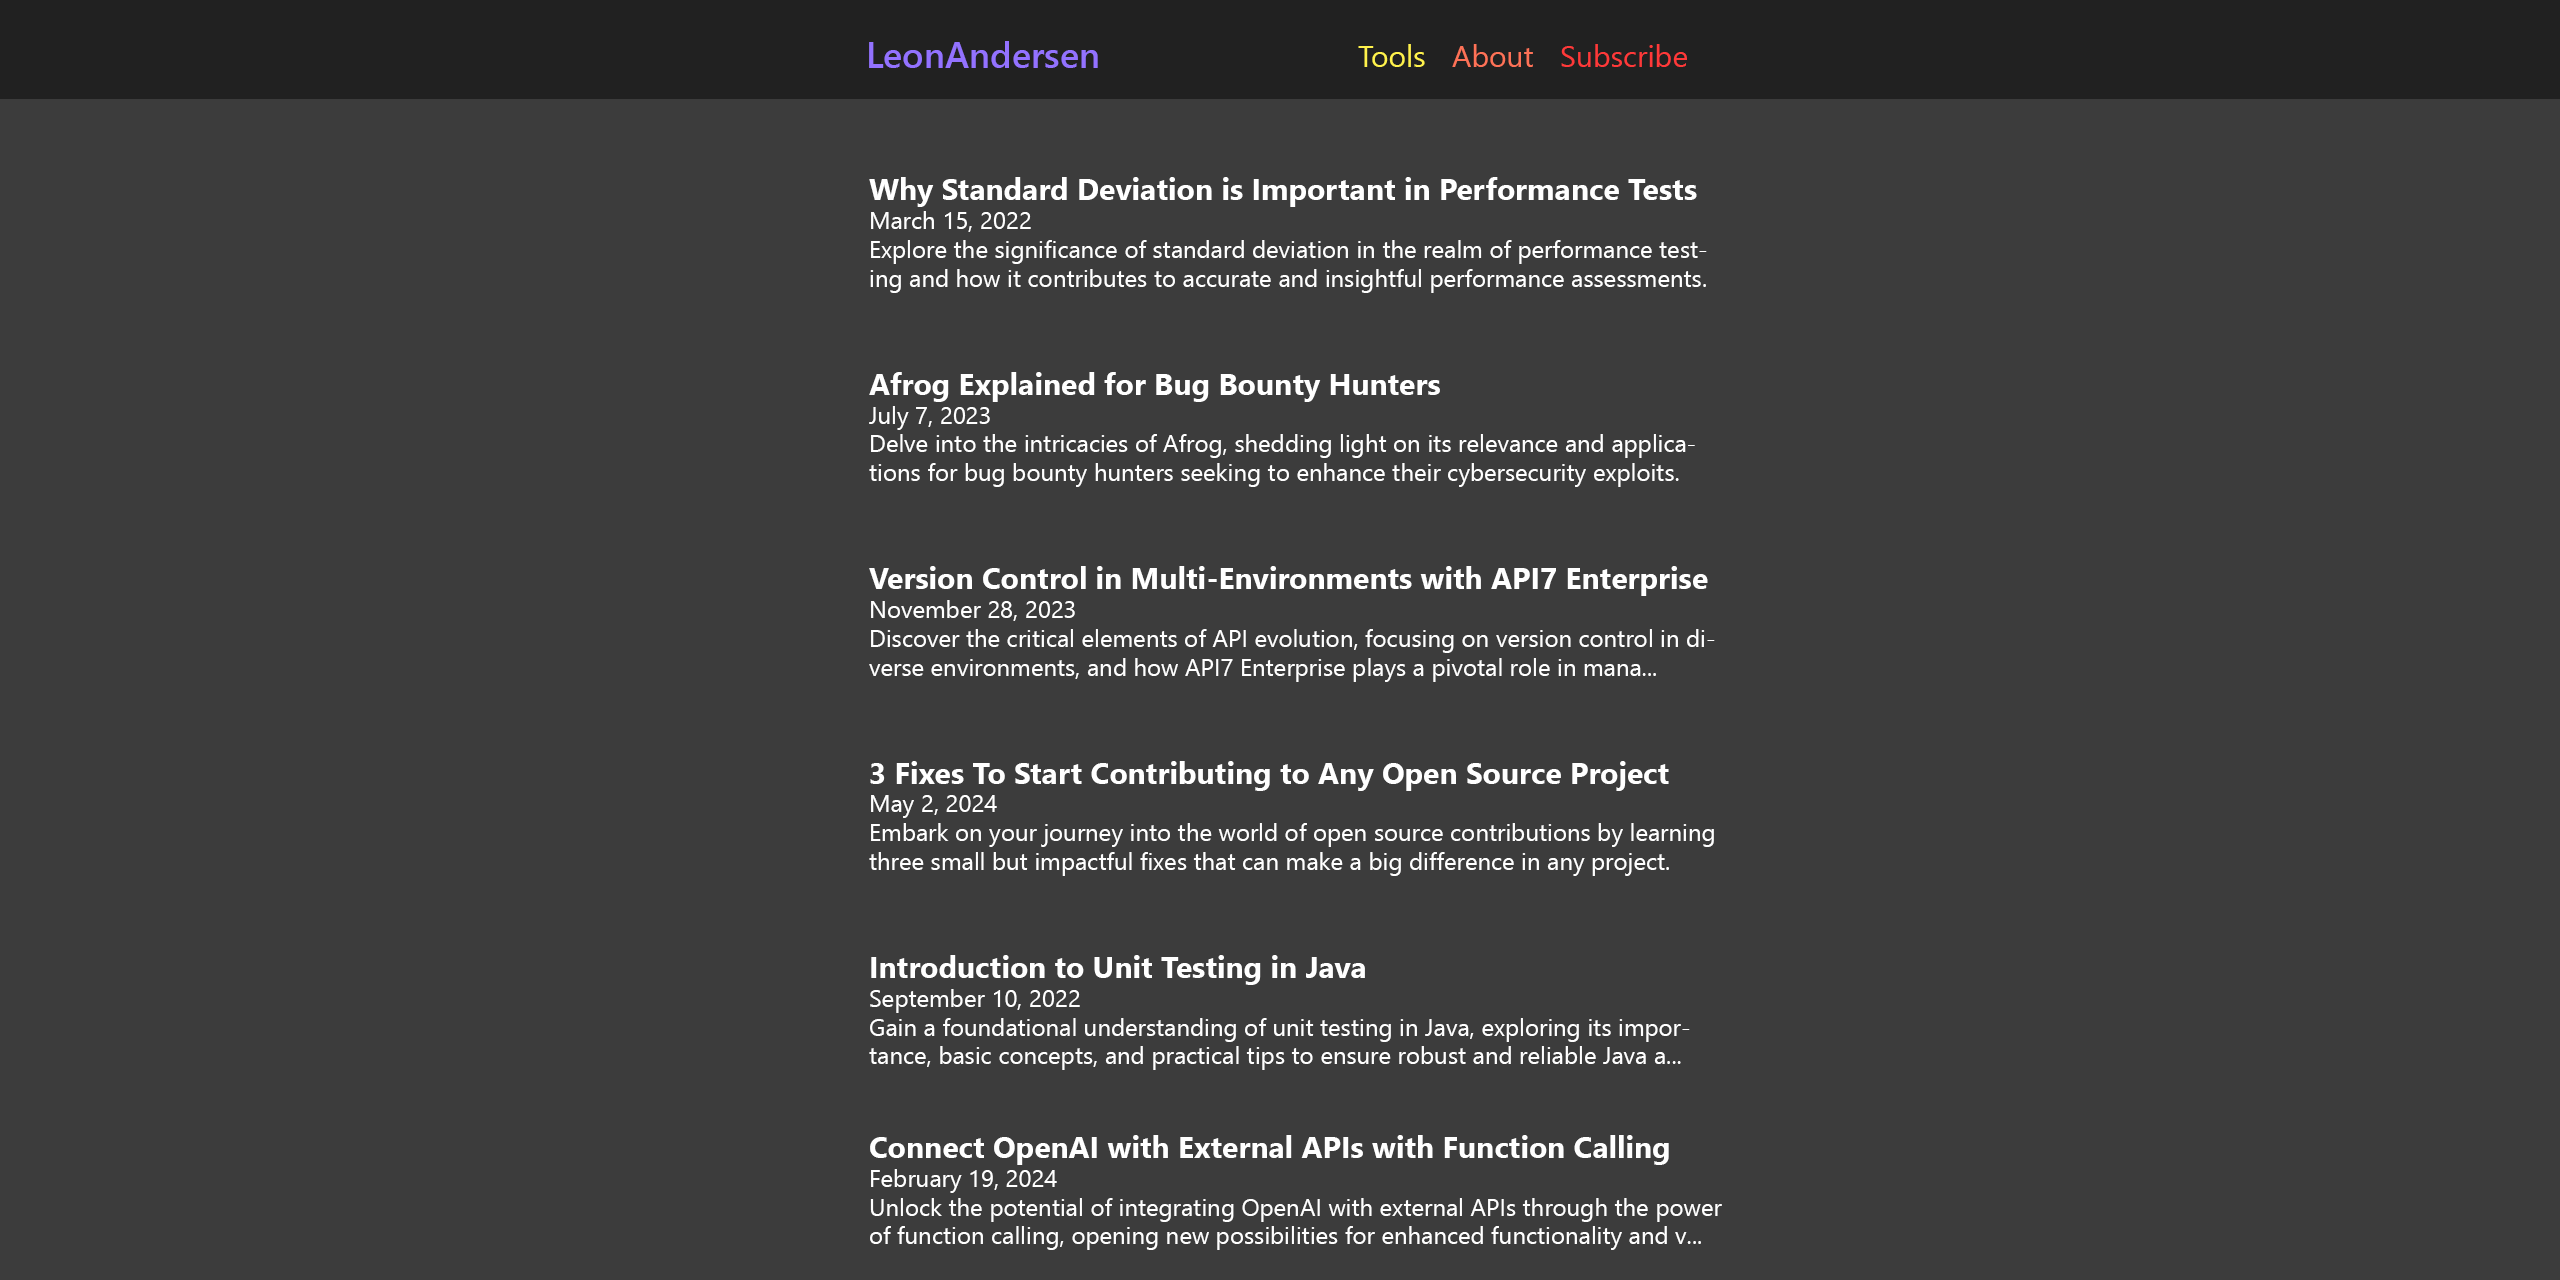 LeonAndersen
Tools About Subscribe
Why Standard Deviation is Important in Performance Tests
March 15, 2022
Explore the significance of standard deviation in the realm of performance test-
ing and how it contributes to accurate and insightful performance assessments.
Afrog Explained for Bug Bounty Hunters
July 7, 2023
Delve into the intricacies of Afrog, shedding light on its relevance and applica-
tions for bug bounty hunters seeking to enhance their cybersecurity exploits.
Version Control in Multi-Environments with API7 Enterprise
November 28, 2023
Discover the critical elements of API evolution, focusing on version control in di-
verse environments, and how API7 Enterprise plays a pivotal role in mana...
3 Fixes To Start Contributing to Any Open Source Project
May 2, 2024
Embark on your journey into the world of open source contributions by learning
three small but impactful fixes that can make a big difference in any project.
Introduction to Unit Testing in Java
September 10, 2022
Gain a foundational understanding of unit testing in Java, exploring its impor-
tance, basic concepts, and practical tips to ensure robust and reliable Java a...
Connect OpenAI with External APIs with Function Calling
February 19, 2024
Unlock the potential of integrating OpenAI with external APIs through the power
of function calling, opening new possibilities for enhanced functionality and v...